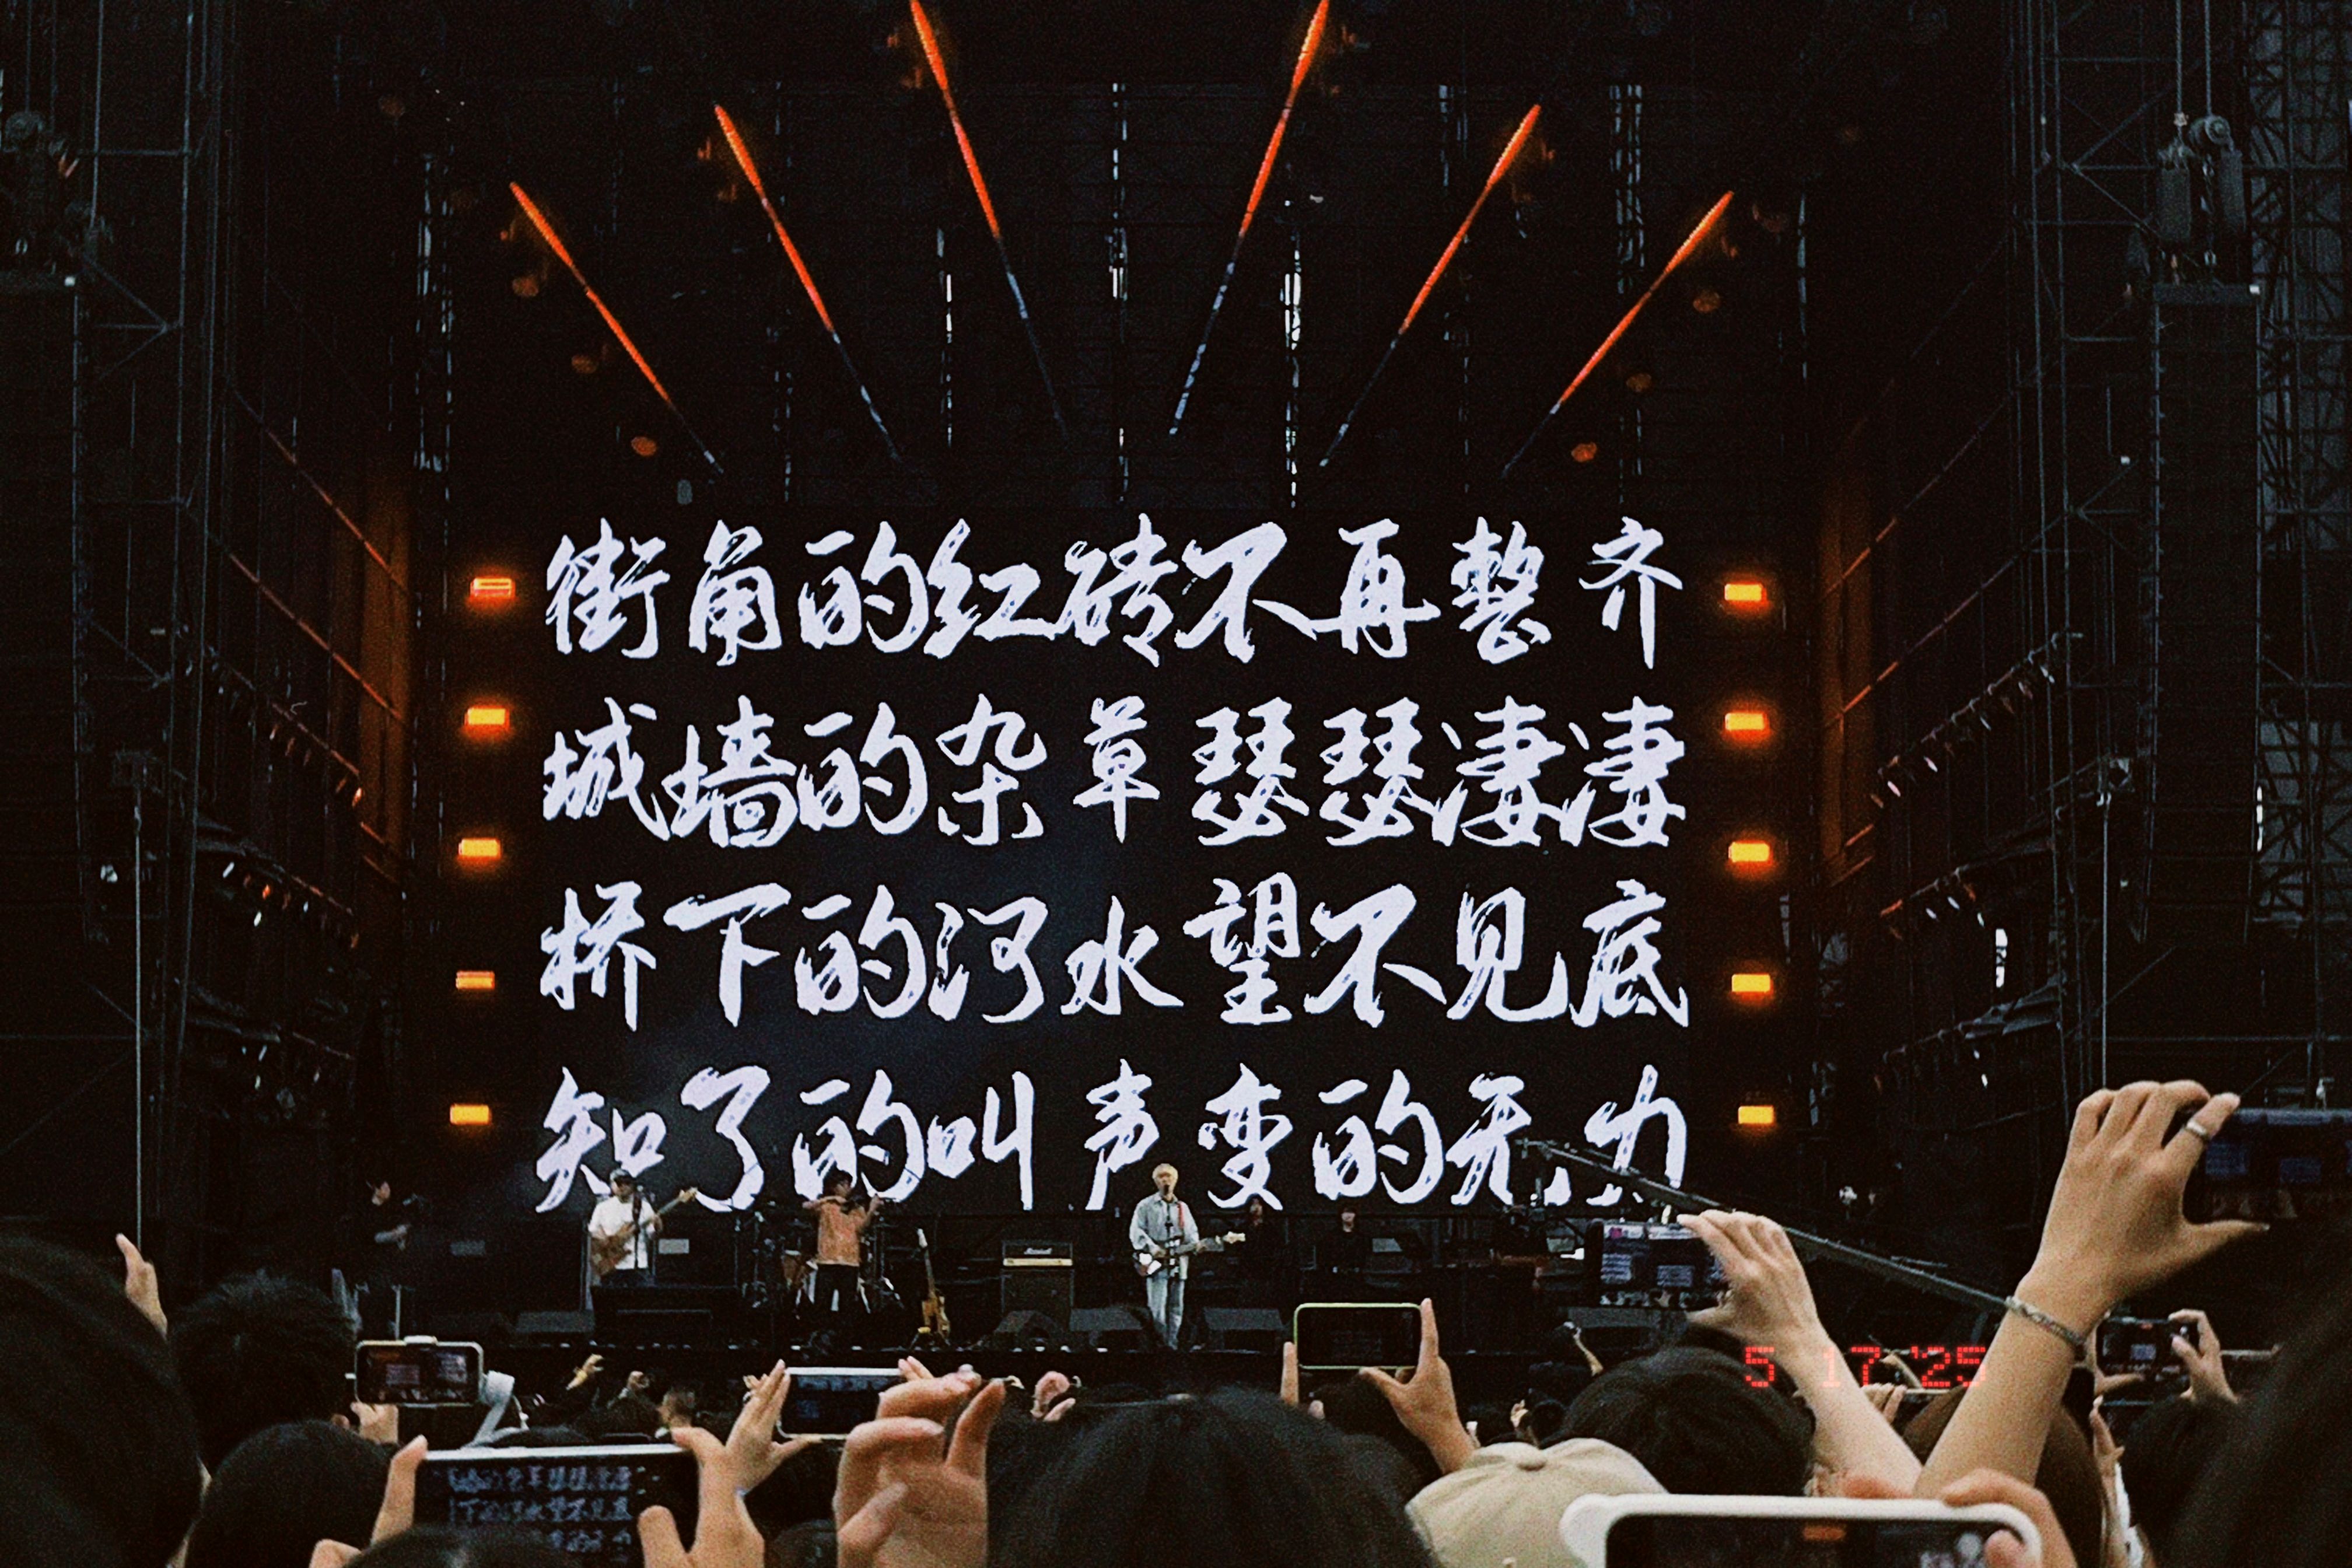 街角的红砖不再整齐
城墙的杂草瑟瑟凄凄
桥下的河水望不见底
知了的叫声变的无力
Marshall
5 17 '25